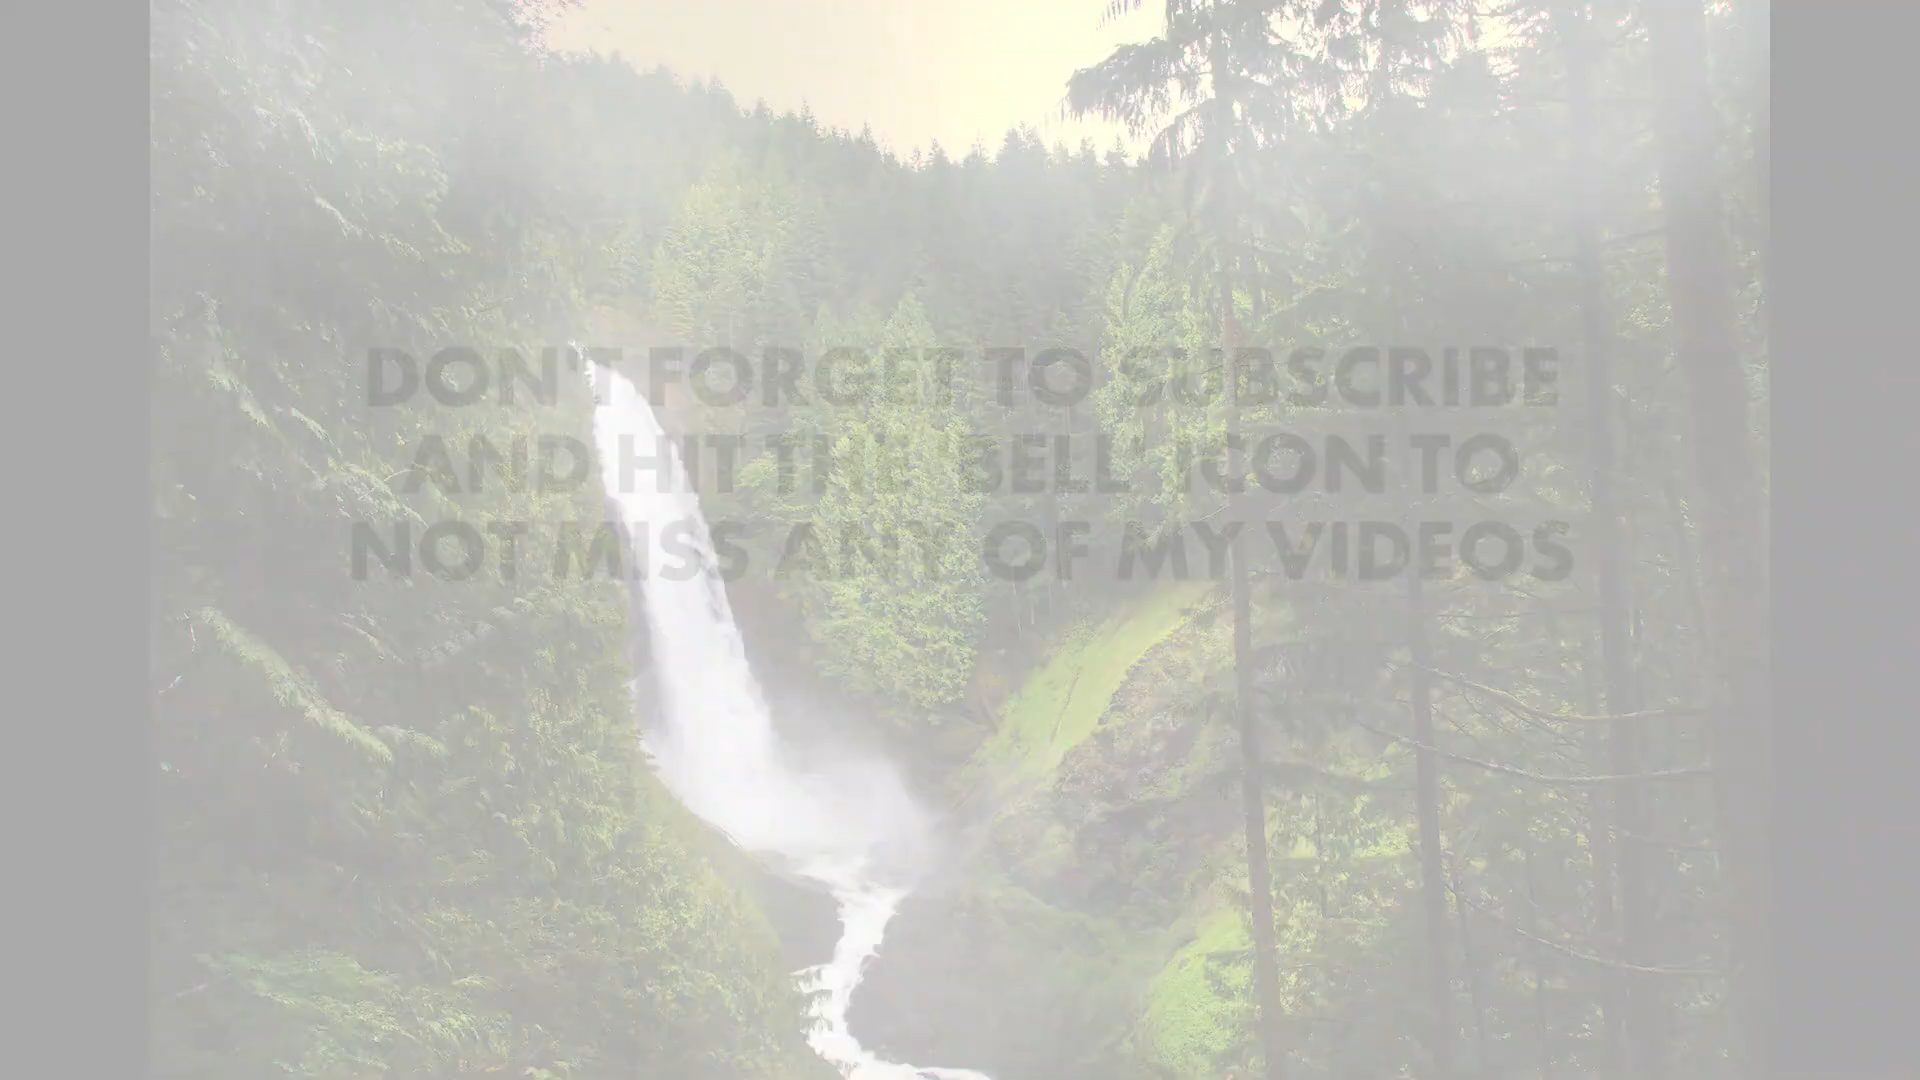 DON'T FORGET TO SUBSCRIBE
AND HIT THE 'BELL' ICON TO
NOT MISS ANY OF MY VIDEOS